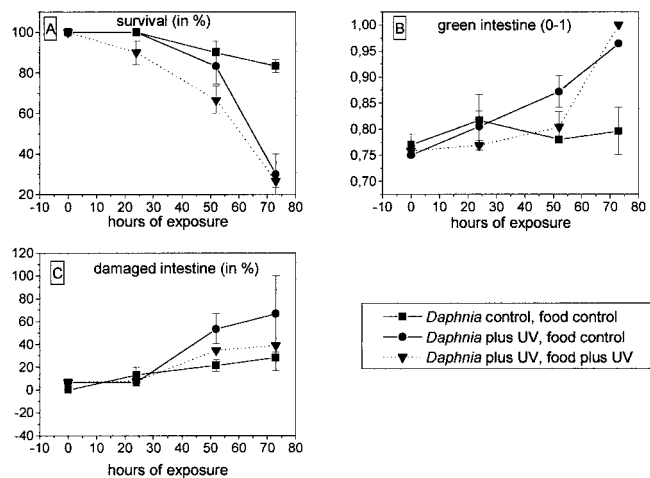 A
survival (in %)
100
80
60
40
20
-10 0 10 20 30 40 50 60 70 80
hours of exposure
B
green intestine (0-1)
1,00
0,95
0,90
0,85
0,80
0,75
0,70
-10 0 10 20 30 40 50 60 70 80
hours of exposure
C
damaged intestine (in %)
120
100
80
60
40
20
0
-20
-40
-10 0 10 20 30 40 50 60 70 80
hours of exposure
Daphnia control, food control
Daphnia plus UV, food control
Daphnia plus UV, food plus UV